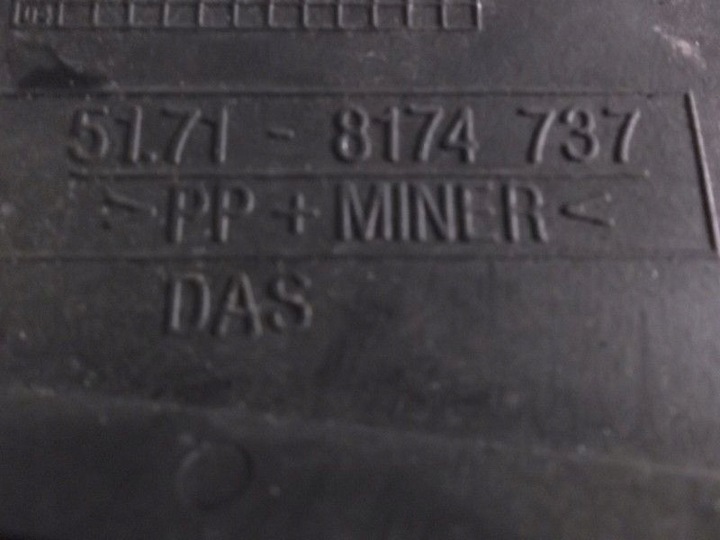 51.71 - 8174 737
>PP + MINER<
DAS